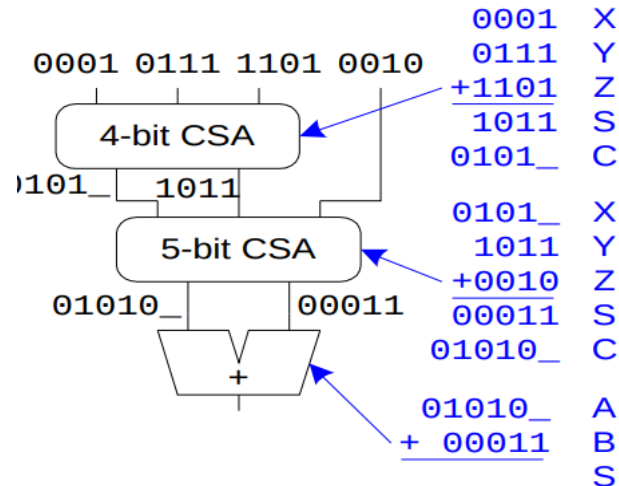 0001 X
0111 Y
+1101 Z
1011 S
0101_ C
0001 0111 1101 0010
4-bit CSA
0101_ 1011
5-bit CSA
01010_ 00011
+
0101_ X
1011 Y
+0010 Z
00011 S
01010_ C
01010_ A
+ 00011 B
S